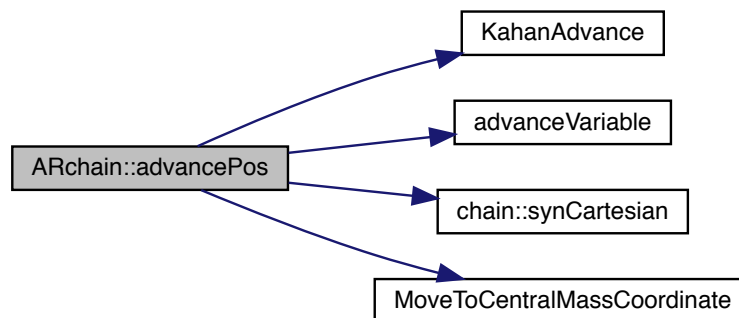 KahanAdvance
advanceVariable
ARchain::advancePos
chain::synCartesian
MoveToCentralMassCoordinate